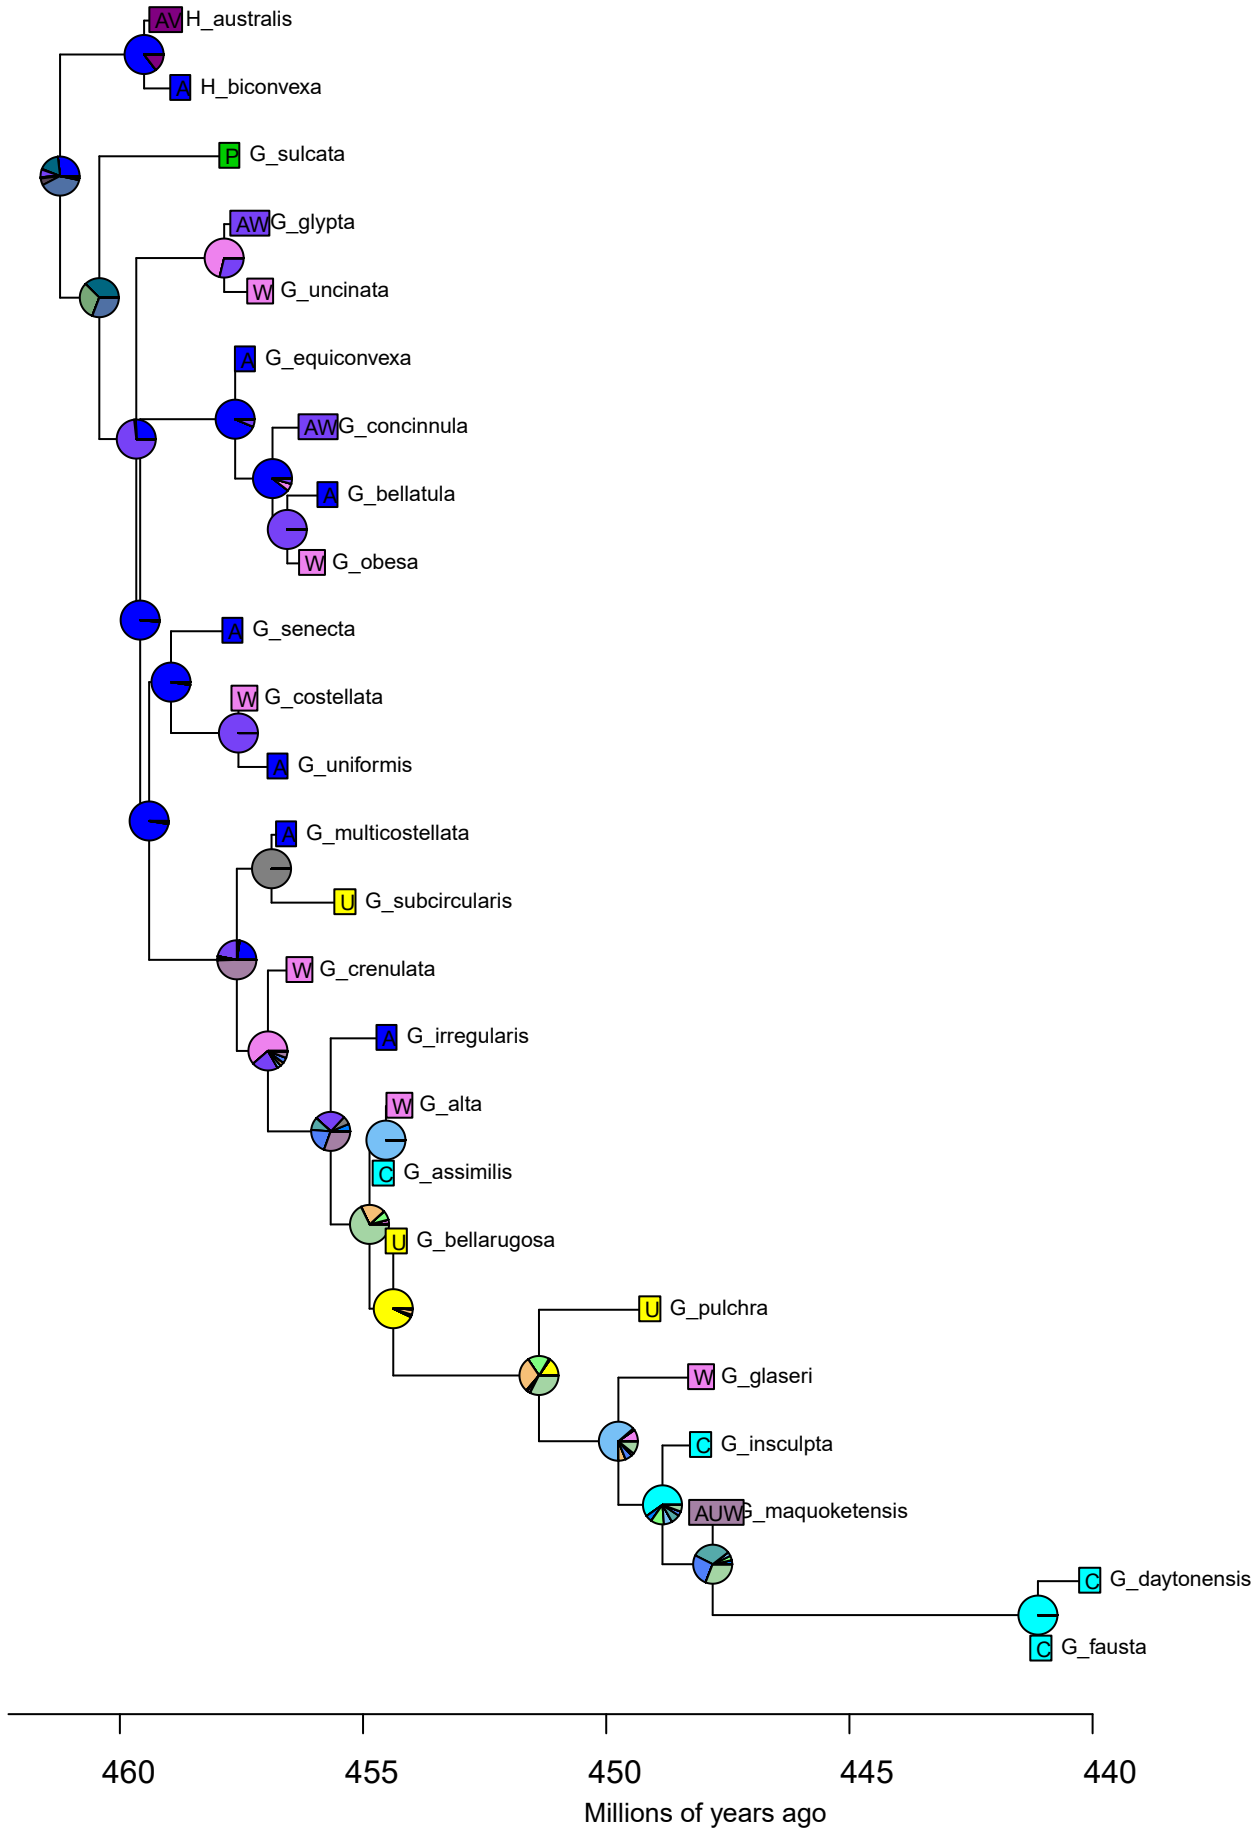 AV H_australis
A H_biconvexa
P G_sulcata
AW G_glypta
W G_uncinata
A G_equiconvexa
AW G_concinnula
A G_bellatula
W G_obesa
A G_senecta
W G_costellata
A G_uniformis
A G_multicostellata
U G_subcircularis
W G_crenulata
A G_irregularis
W G_alta
C G_assimilis
U G_bellarugosa
U G_pulchra
W G_glaseri
C G_insculpta
AUW G_maquoketensis
C G_daytonensis
C G_fausta
460 455 450 445 440
Millions of years ago